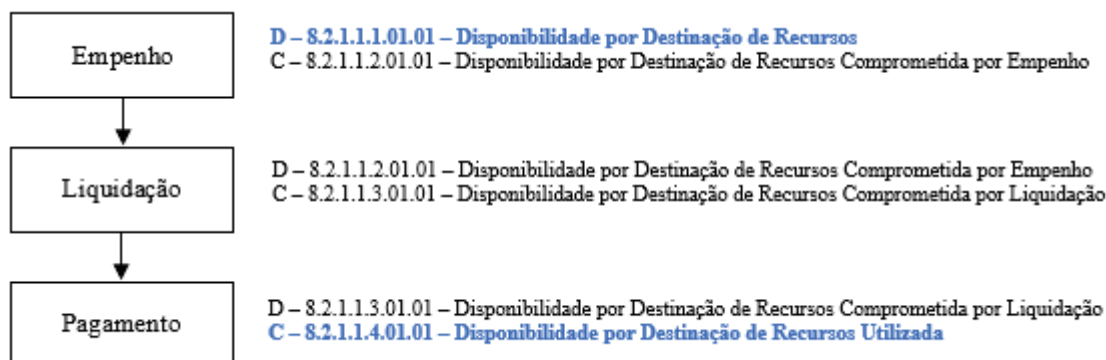 Empenho
D – 8.2.1.1.1.01.01 – Disponibilidade por Destinação de Recursos
C – 8.2.1.1.2.01.01 – Disponibilidade por Destinação de Recursos Comprometida por Empenho
Liquidação
D – 8.2.1.1.2.01.01 – Disponibilidade por Destinação de Recursos Comprometida por Empenho
C – 8.2.1.1.3.01.01 – Disponibilidade por Destinação de Recursos Comprometida por Liquidação
Pagamento
D – 8.2.1.1.3.01.01 – Disponibilidade por Destinação de Recursos Comprometida por Liquidação
C – 8.2.1.1.4.01.01 – Disponibilidade por Destinação de Recursos Utilizada